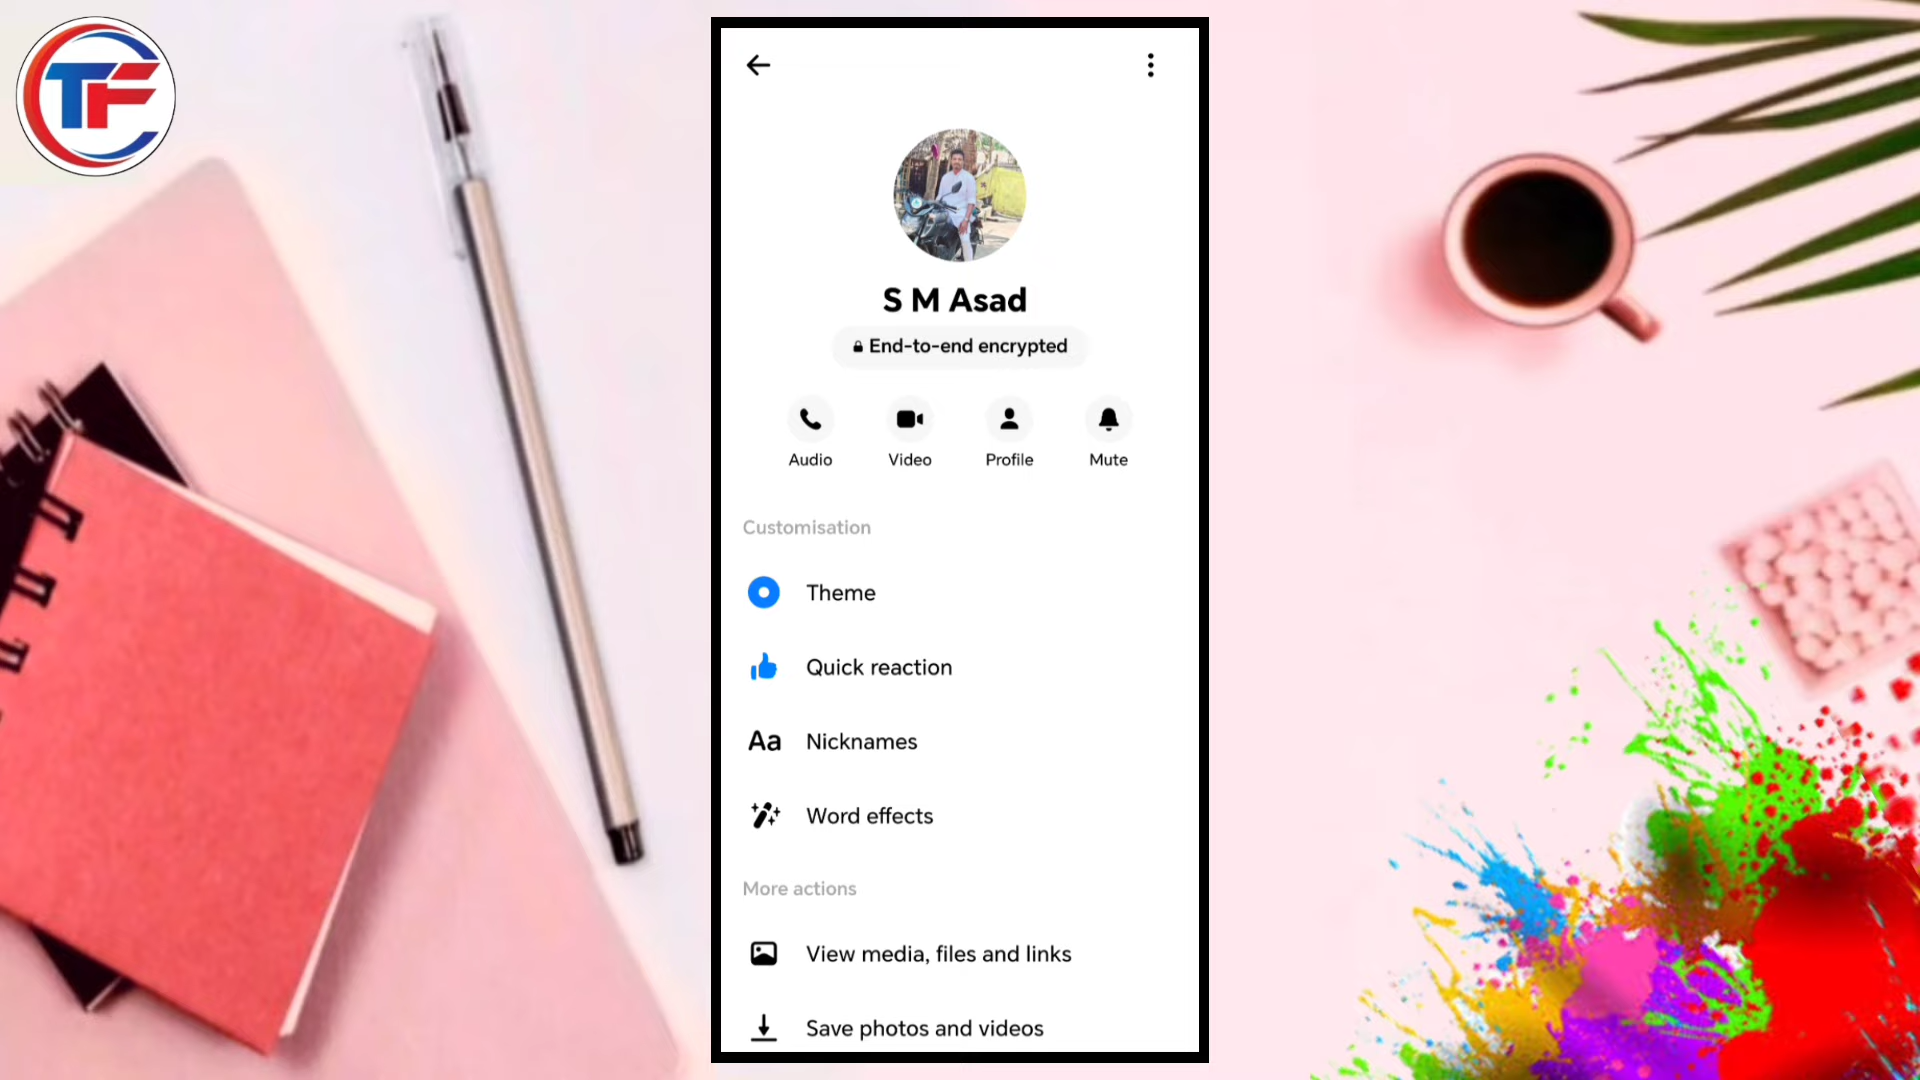 TF
S M Asad
End-to-end encrypted
Audio Video Profile Mute
Customisation
Theme
Quick reaction
Aa Nicknames
Word effects
More actions
View media, files and links
Save photos and videos